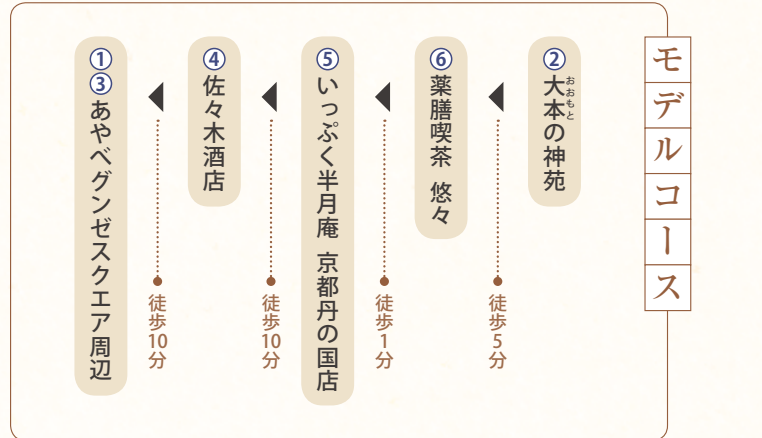 モデルコース
②大本の神苑
おおもと
徒歩5分
⑥薬膳喫茶 悠々
徒歩1分
⑤いっぷく半月庵 京都丹の国店
徒歩10分
④佐々木酒店
徒歩10分
①③あやべグンゼスクエア周辺